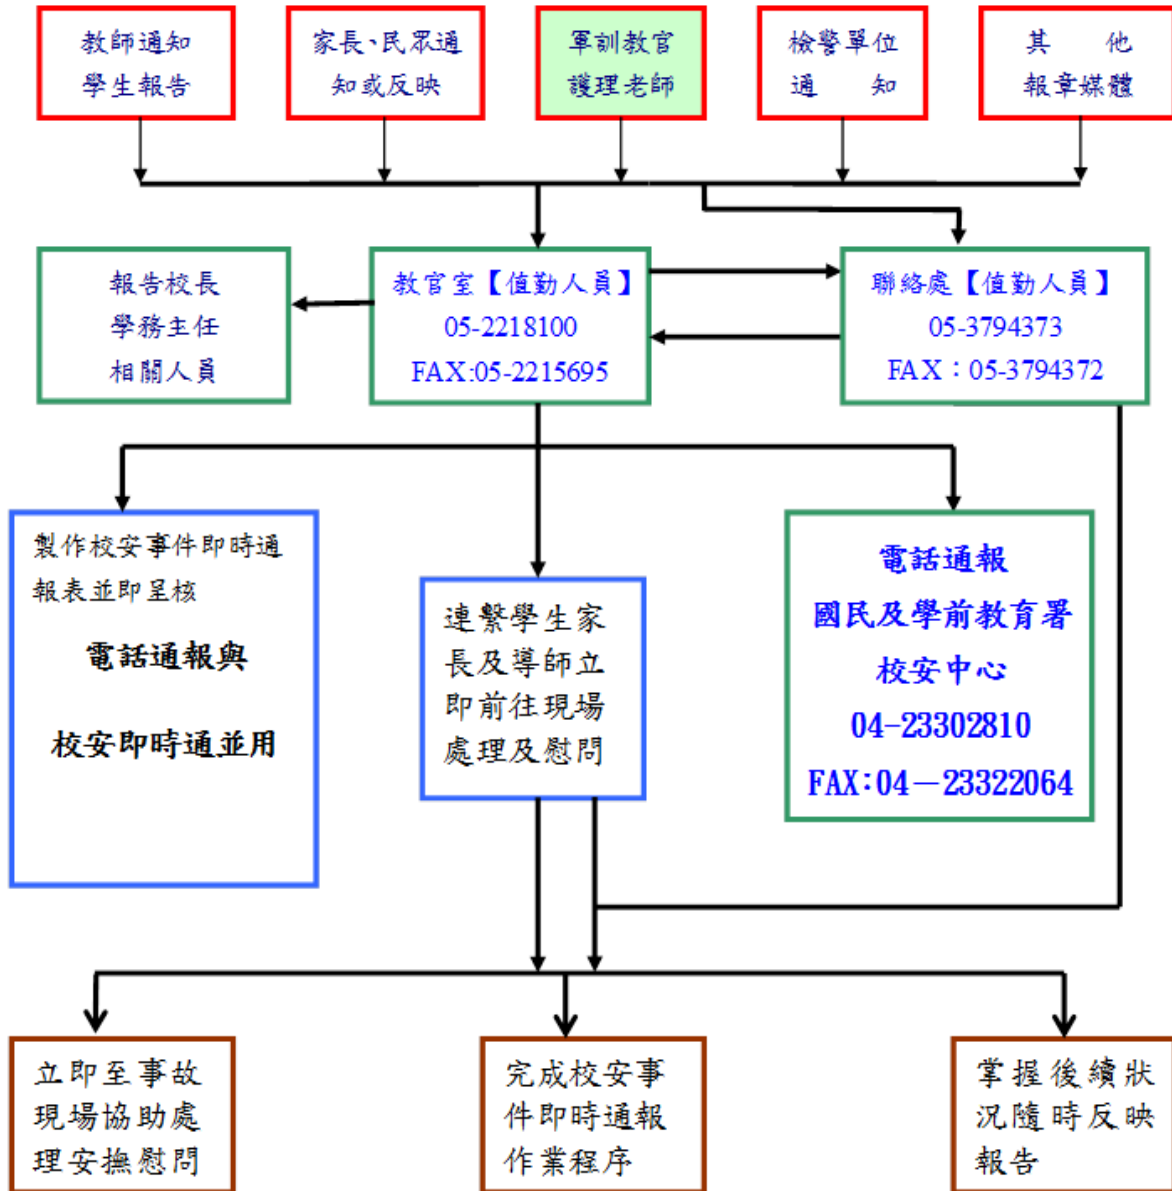 教師通知
學生報告
家長、民眾通
知或反映
軍訓教官
護理老師
檢警單位
通　知
其　他
報章媒體
報告校長
學務主任
相關人員
教官室【值勤人員】
05-2218100
FAX:05-2215695
聯絡處【值勤人員】
05-3794373
FAX：05-3794372
製作校安事件即時通
報表並即呈核
電話通報與
校安即時通並用
連繫學生家
長及導師立
即前往現場
處理及慰問
電話通報
國民及學前教育署
校安中心
04-23302810
FAX:04－23322064
立即至事故
現場協助處
理安撫慰問
完成校安事
件即時通報
作業程序
掌握後續狀
況隨時反映
報告